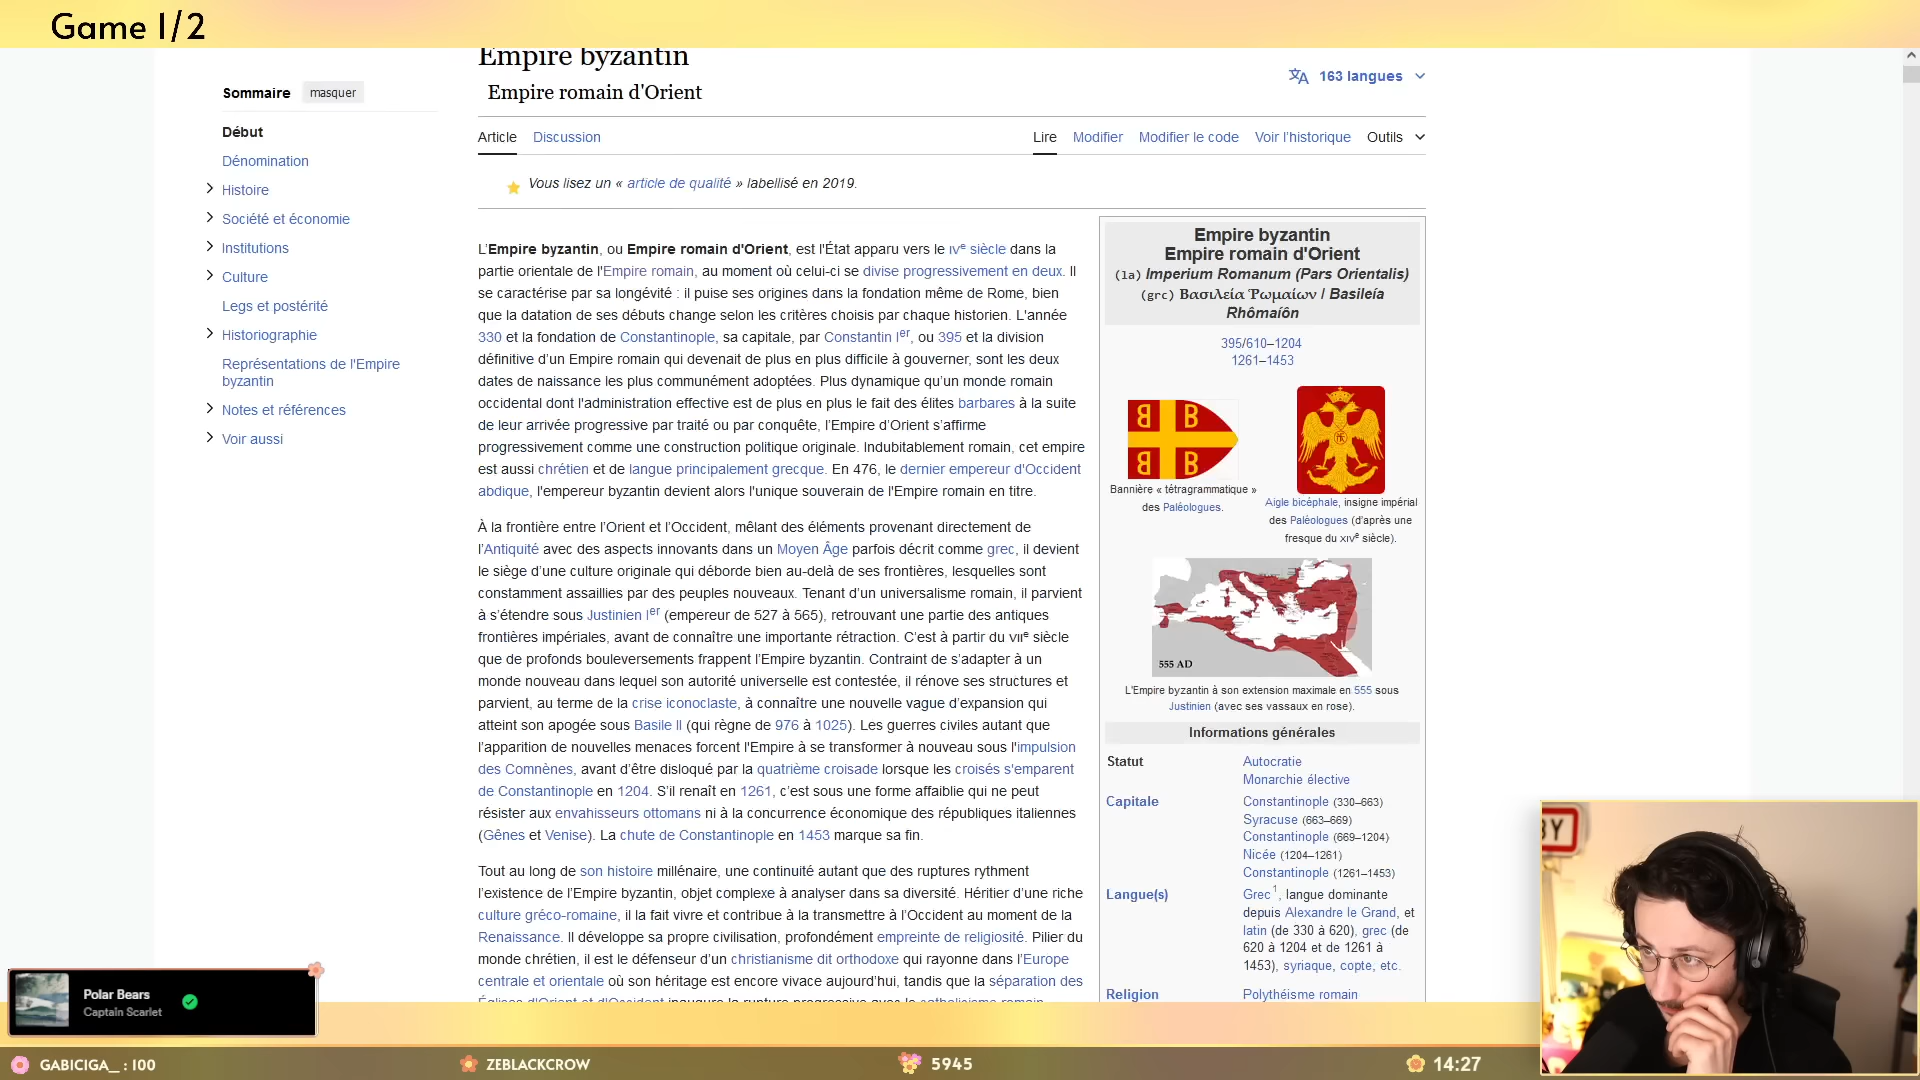 Game 1/2
Empire byzantin
Empire romain d'Orient
163 langues
Sommaire masquer
Début
Dénomination
Histoire
Société et économie
Institutions
Culture
Legs et postérité
Historiographie
Représentations de l'Empire
byzantin
Notes et références
Voir aussi
Article Discussion
Lire Modifier Modifier le code Voir l'historique Outils
Vous lisez un « article de qualité » labellisé en 2019.
L'Empire byzantin, ou Empire romain d'Orient, est l'État apparu vers le IVe siècle dans la
partie orientale de l'Empire romain, au moment où celui-ci se divise progressivement en deux. Il
se caractérise par sa longévité : il puise ses origines dans la fondation même de Rome, bien
que la datation de ses débuts change selon les critères choisis par chaque historien. L'année
330 et la fondation de Constantinople, sa capitale, par Constantin Ier, ou 395 et la division
définitive d'un Empire romain qui devenait de plus en plus difficile à gouverner, sont les deux
dates de naissance les plus communément adoptées. Plus dynamique qu'un monde romain
occidental dont l'administration effective est de plus en plus le fait des élites barbares à la suite
de leur arrivée progressive par traité ou par conquête, l'Empire d'Orient s'affirme
progressivement comme une construction politique originale. Indubitablement romain, cet empire
est aussi chrétien et de langue principalement grecque. En 476, le dernier empereur d'Occident
abdique, l'empereur byzantin devient alors l'unique souverain de l'Empire romain en titre.
À la frontière entre l'Orient et l'Occident, mêlant des éléments provenant directement de
l'Antiquité avec des aspects innovants dans un Moyen Âge parfois décrit comme grec, il devient
le siège d'une culture originale qui déborde bien au-delà de ses frontières, lesquelles sont
constamment assaillies par des peuples nouveaux. Tenant d'un universalisme romain, il parvient
à s'étendre sous Justinien Ier (empereur de 527 à 565), retrouvant une partie des antiques
frontières impériales, avant de connaître une importante rétraction. C'est à partir du VIIe siècle
que de profonds bouleversements frappent l'Empire byzantin. Contraint de s'adapter à un
monde nouveau dans lequel son autorité universelle est contestée, il rénove ses structures et
parvient, au terme de la crise iconoclaste, à connaître une nouvelle vague d'expansion qui
atteint son apogée sous Basile II (qui règne de 976 à 1025). Les guerres civiles autant que
l'apparition de nouvelles menaces forcent l'Empire à se transformer à nouveau sous l'impulsion
des Comnènes, avant d'être disloqué par la quatrième croisade lorsque les croisés s'emparent
de Constantinople en 1204. S'il renaît en 1261, c'est sous une forme affaiblie qui ne peut
résister aux envahisseurs ottomans ni à la concurrence économique des républiques italiennes
(Gênes et Venise). La chute de Constantinople en 1453 marque sa fin.
Tout au long de son histoire millénaire, une continuité autant que des ruptures rythment
l'existence de l'Empire byzantin, objet complexe à analyser dans sa diversité. Héritier d'une riche
culture gréco-romaine, il la fait vivre et contribue à la transmettre à l'Occident au moment de la
Renaissance. Il développe sa propre civilisation, profondément empreinte de religiosité. Pilier du
monde chrétien, il est le défenseur d'un christianisme dit orthodoxe qui rayonne dans l'Europe
centrale et orientale où son héritage est encore vivace aujourd'hui, tandis que la séparation des
Églises d'Orient et d'Occident inaugure la rupture progressive avec le catholicisme romain.
Empire byzantin
Empire romain d'Orient
(la) Imperium Romanum (Pars Orientalis)
(grc) Βασιλεία Ῥωμαίων / Basileía
Rhômaíôn
395/610–1204
1261–1453
Bannière « tétragrammatique »
des Paléologues.
Aigle bicéphale, insigne impérial
des Paléologues (d'après une
fresque du XIVe siècle).
555 AD
L'Empire byzantin à son extension maximale en 555 sous
Justinien (avec ses vassaux en rose).
Informations générales
Statut Autocratie
Monarchie élective
Capitale Constantinople (330–663)
Syracuse (663–669)
Constantinople (669–1204)
Nicée (1204–1261)
Constantinople (1261–1453)
Langue(s) Grec1, langue dominante
depuis Alexandre le Grand, et
latin (de 330 à 620), grec (de
620 à 1204 et de 1261 à
1453), syriaque, copte, etc.
Religion Polythéisme romain
Polar Bears
Captain Scarlet
GABICIGA_ : 100
ZEBLACKCROW
5945
14:27